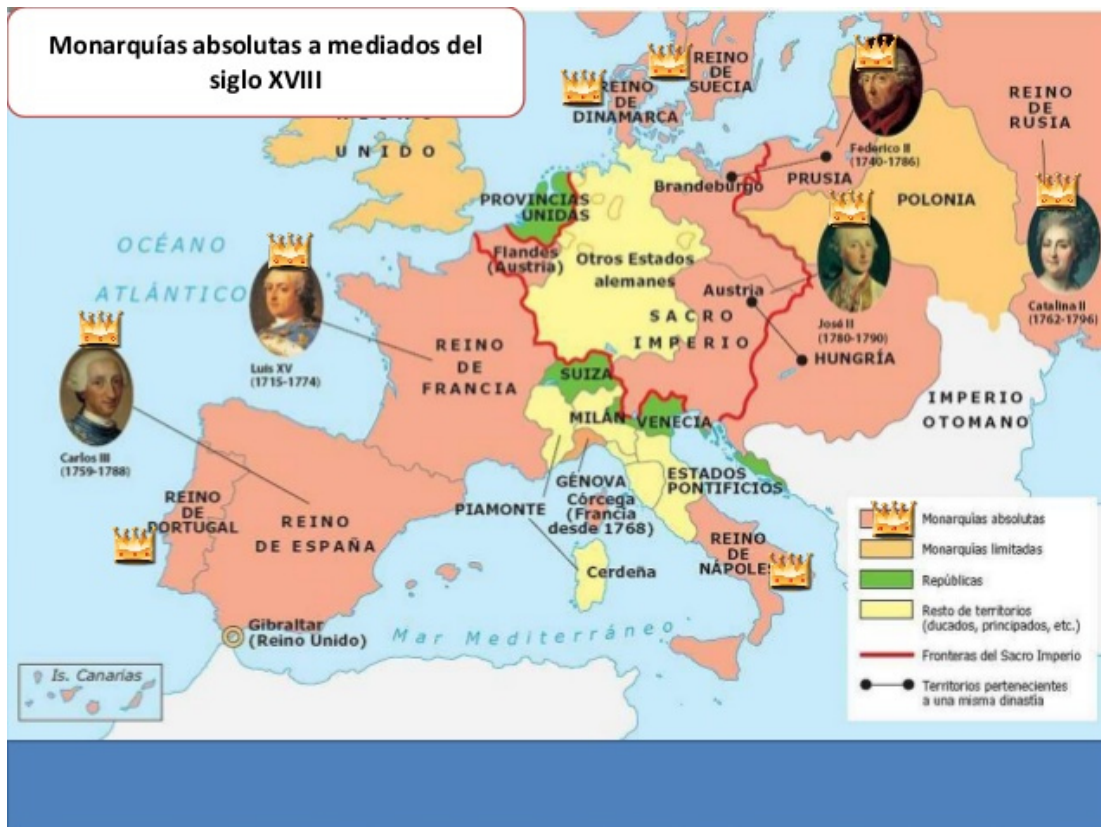 Monarquías absolutas a mediados del
siglo XVIII
REINO
DE
SUECIA
REINO
DE
DINAMARCA
REINO
DE
RUSIA
UNIDO
Federico II
(1740-1786)
Brandeburgo
PRUSIA
POLONIA
PROVINCIAS
UNIDAS
OCÉANO
ATLÁNTICO
Flandes
(Austria)
Otros Estados
alemanes
Austria
SACRO
IMPERIO
José II
(1780-1790)
HUNGRÍA
Catalina II
(1762-1796)
Luis XV
(1715-1774)
REINO
DE
FRANCIA
SUIZA
MILÁN
VENECIA
IMPERIO
OTOMANO
Carlos III
(1759-1788)
GÉNOVA
ESTADOS
PONTIFICIOS
PIAMONTE
Córcega
(Francia
desde 1768)
REINO
DE
PORTUGAL
REINO
DE ESPAÑA
REINO
DE
NÁPOLES
Cerdeña
Gibraltar
(Reino Unido)
Mar Mediterráneo
Is. Canarias
Monarquías absolutas
Monarquías limitadas
Repúblicas
Resto de territorios
(ducados, principados, etc.)
Fronteras del Sacro Imperio
Territorios pertenecientes
a una misma dinastía